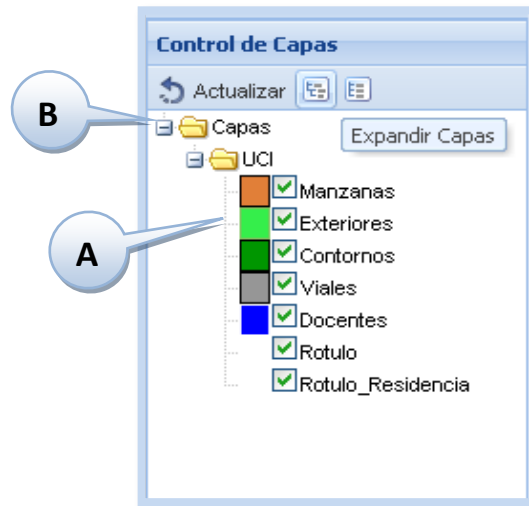 Control de Capas
Actualizar
Expandir Capas
B
Capas
UCI
Manzanas
A
Exteriores
Contornos
Viales
Docentes
Rotulo
Rotulo_Residencia